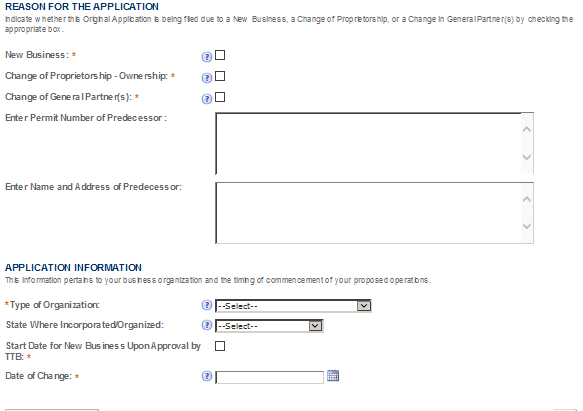 REASON FOR THE APPLICATION
Indicate whether this Original Application is being filed due to a New Business, a Change of Proprietorship, or a Change in General Partner(s) by checking the
appropriate box.
New Business: *
Change of Proprietorship - Ownership: *
Change of General Partner(s): *
Enter Permit Number of Predecessor:
Enter Name and Address of Predecessor:
APPLICATION INFORMATION
This information pertains to your business organization and the timing of commencement of your proposed operations.
*Type of Organization: --Select--
State Where Incorporated/Organized: --Select--
Start Date for New Business Upon Approval by
TTB: *
Date of Change: *